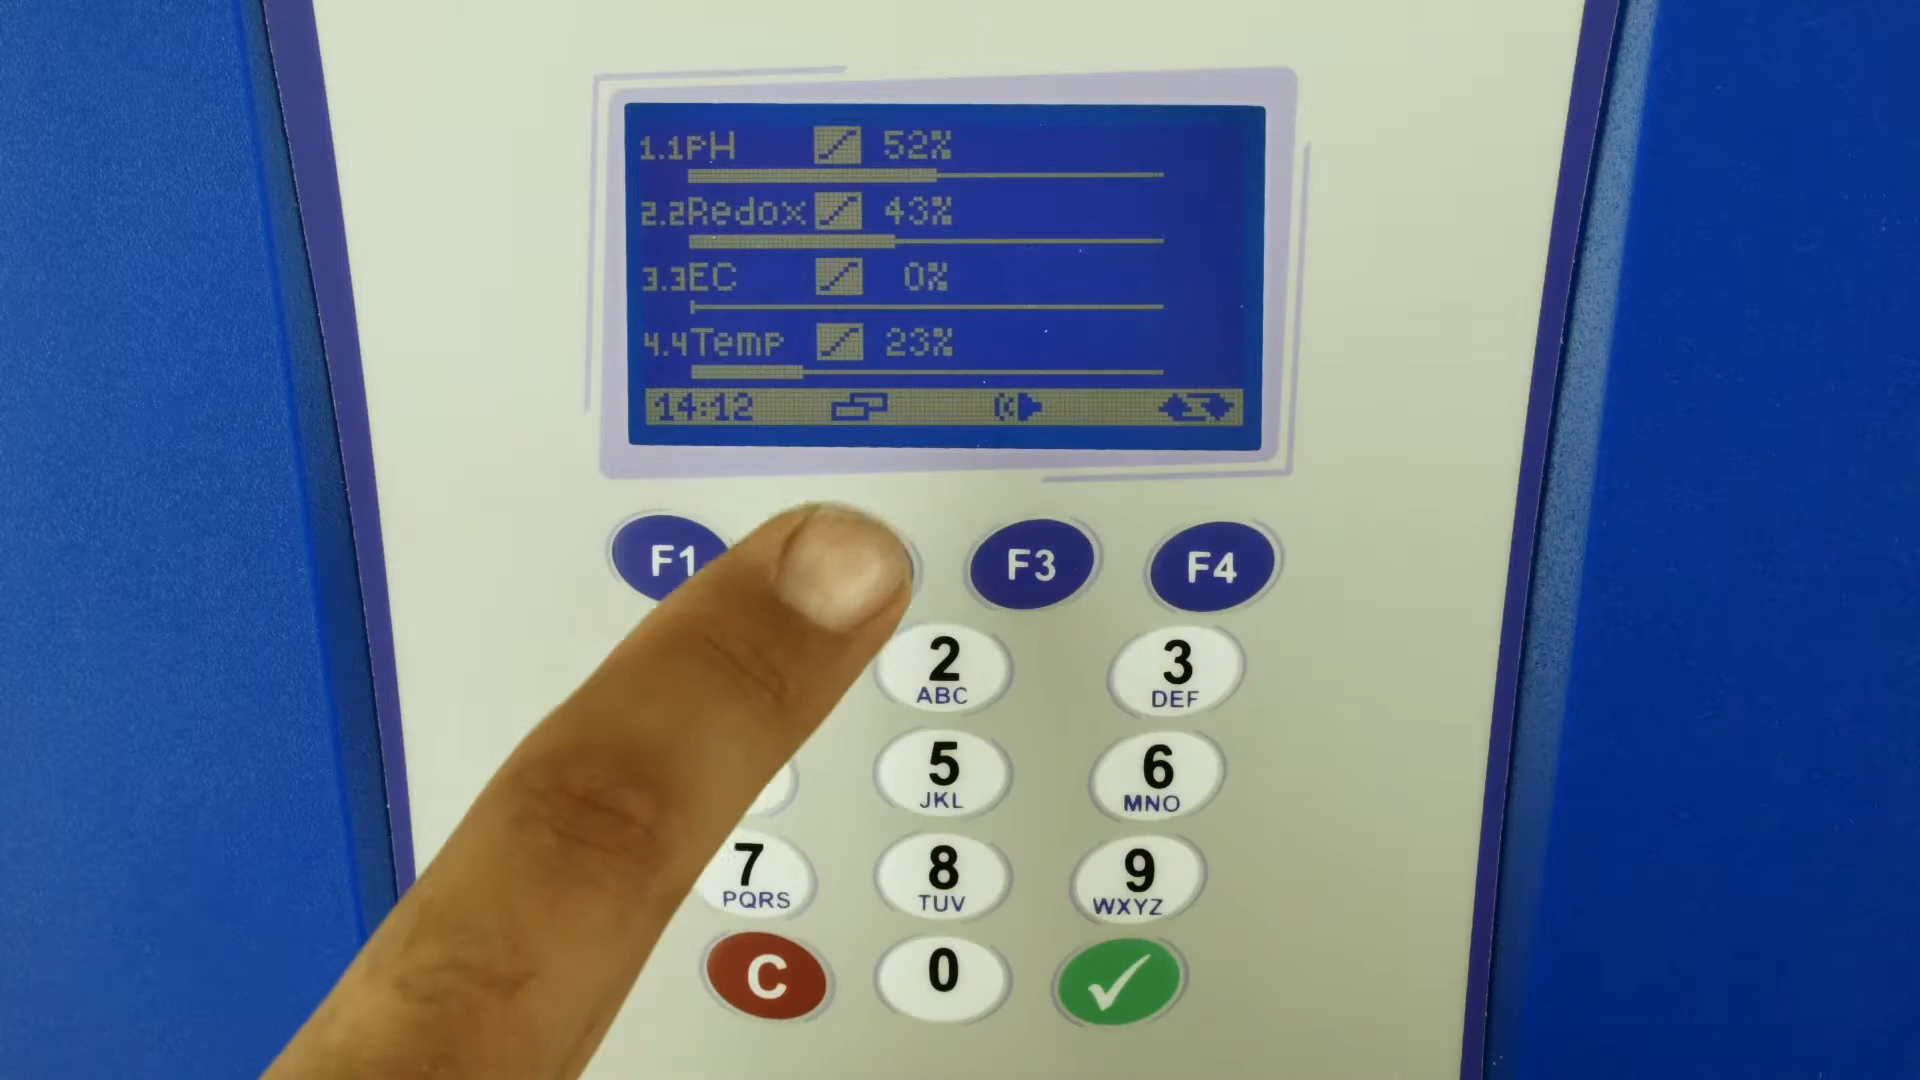 1.1pH 52%
2.2Redox 43%
3.3EC 0%
4.4Temp 23%
14:12
F1 F3 F4
2 3
ABC DEF
5 6
JKL MNO
7 8 9
PQRS TUV WXYZ
C 0